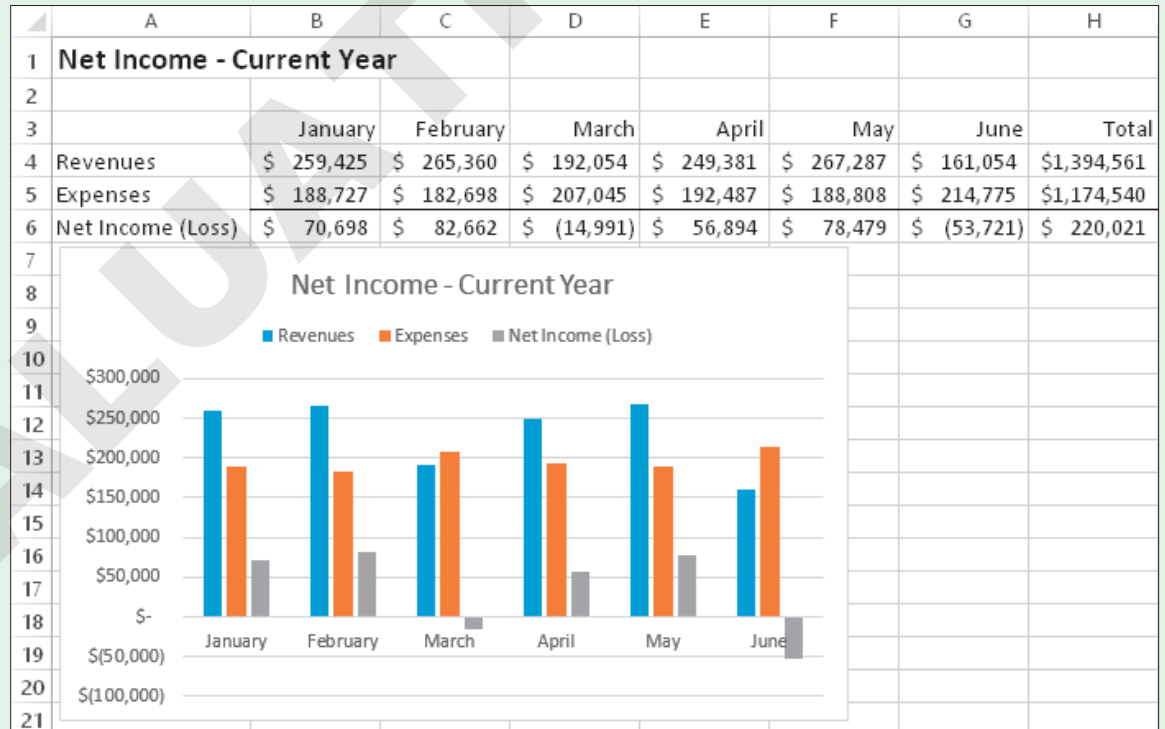 A B C D E F G H
1 Net Income - Current Year
2
3 January February March April May June Total
4 Revenues $ 259,425 $ 265,360 $ 192,054 $ 249,381 $ 267,287 $ 161,054 $1,394,561
5 Expenses $ 188,727 $ 182,698 $ 207,045 $ 192,487 $ 188,808 $ 214,775 $1,174,540
6 Net Income (Loss) $ 70,698 $ 82,662 $ (14,991) $ 56,894 $ 78,479 $ (53,721) $ 220,021
7
8 Net Income - Current Year
9 Revenues Expenses Net Income (Loss)
10
11 $300,000
12 $250,000
13 $200,000
14 $150,000
15
16 $100,000
17 $50,000
18 $-
January February March April May June
19 $(50,000)
20 $(100,000)
21
ALUATI